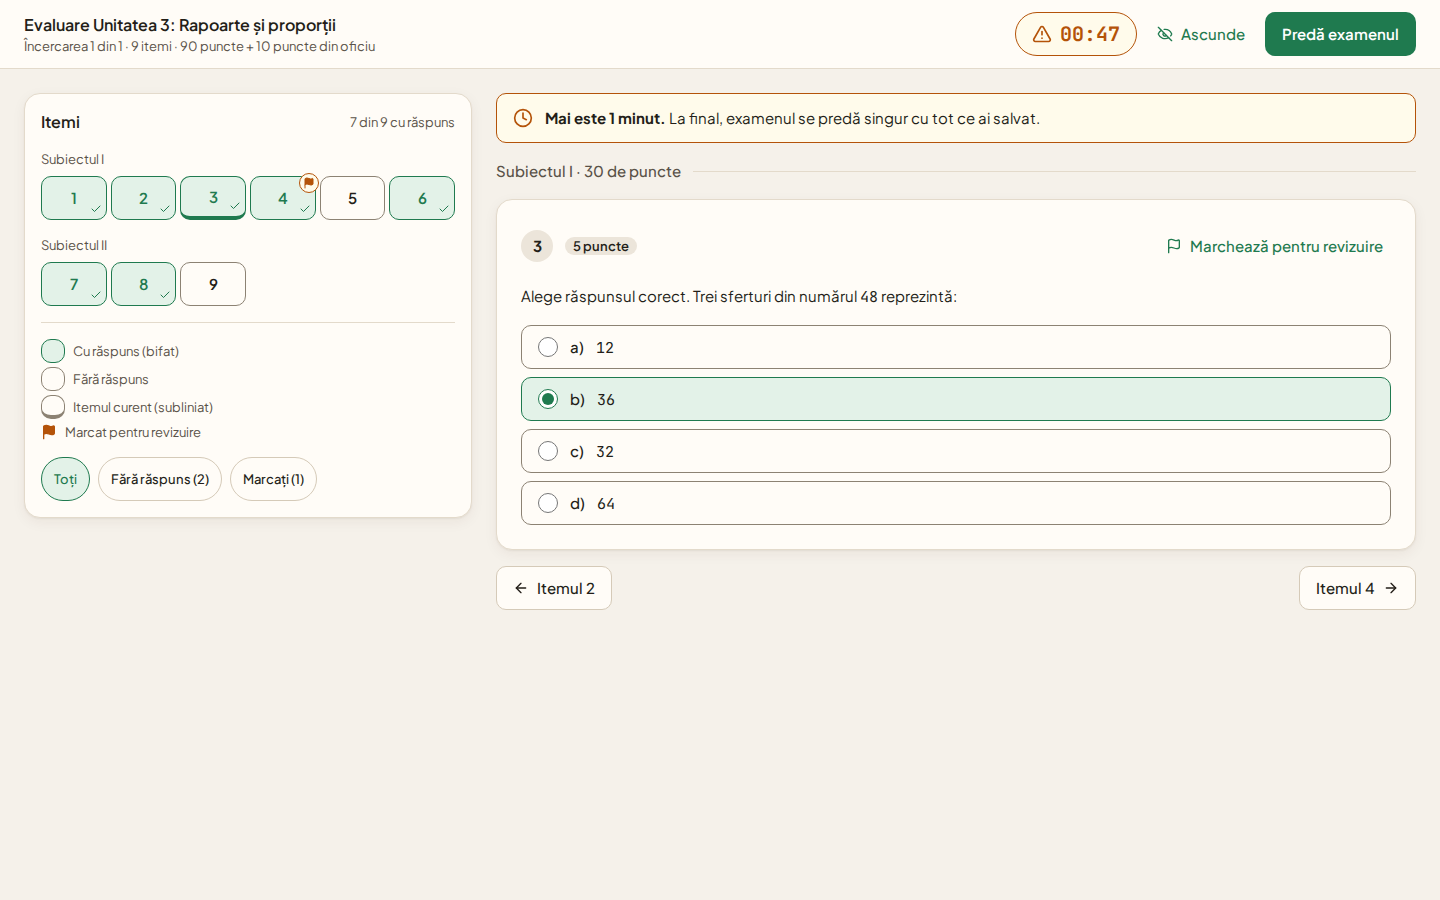 Evaluare Unitatea 3: Rapoarte și proporții
Încercarea 1 din 1 · 9 itemi · 90 puncte + 10 puncte din oficiu
00:47
Ascunde
Predă examenul
Itemi
7 din 9 cu răspuns
Subiectul I
1 2 3 4 5 6
Subiectul II
7 8 9
Cu răspuns (bifat)
Fără răspuns
Itemul curent (subliniat)
Marcat pentru revizuire
Toți
Fără răspuns (2)
Marcați (1)
Mai este 1 minut. La final, examenul se predă singur cu tot ce ai salvat.
Subiectul I · 30 de puncte
3 5 puncte
Marchează pentru revizuire
Alege răspunsul corect. Trei sferturi din numărul 48 reprezintă:
a) 12
b) 36
c) 32
d) 64
Itemul 2
Itemul 4